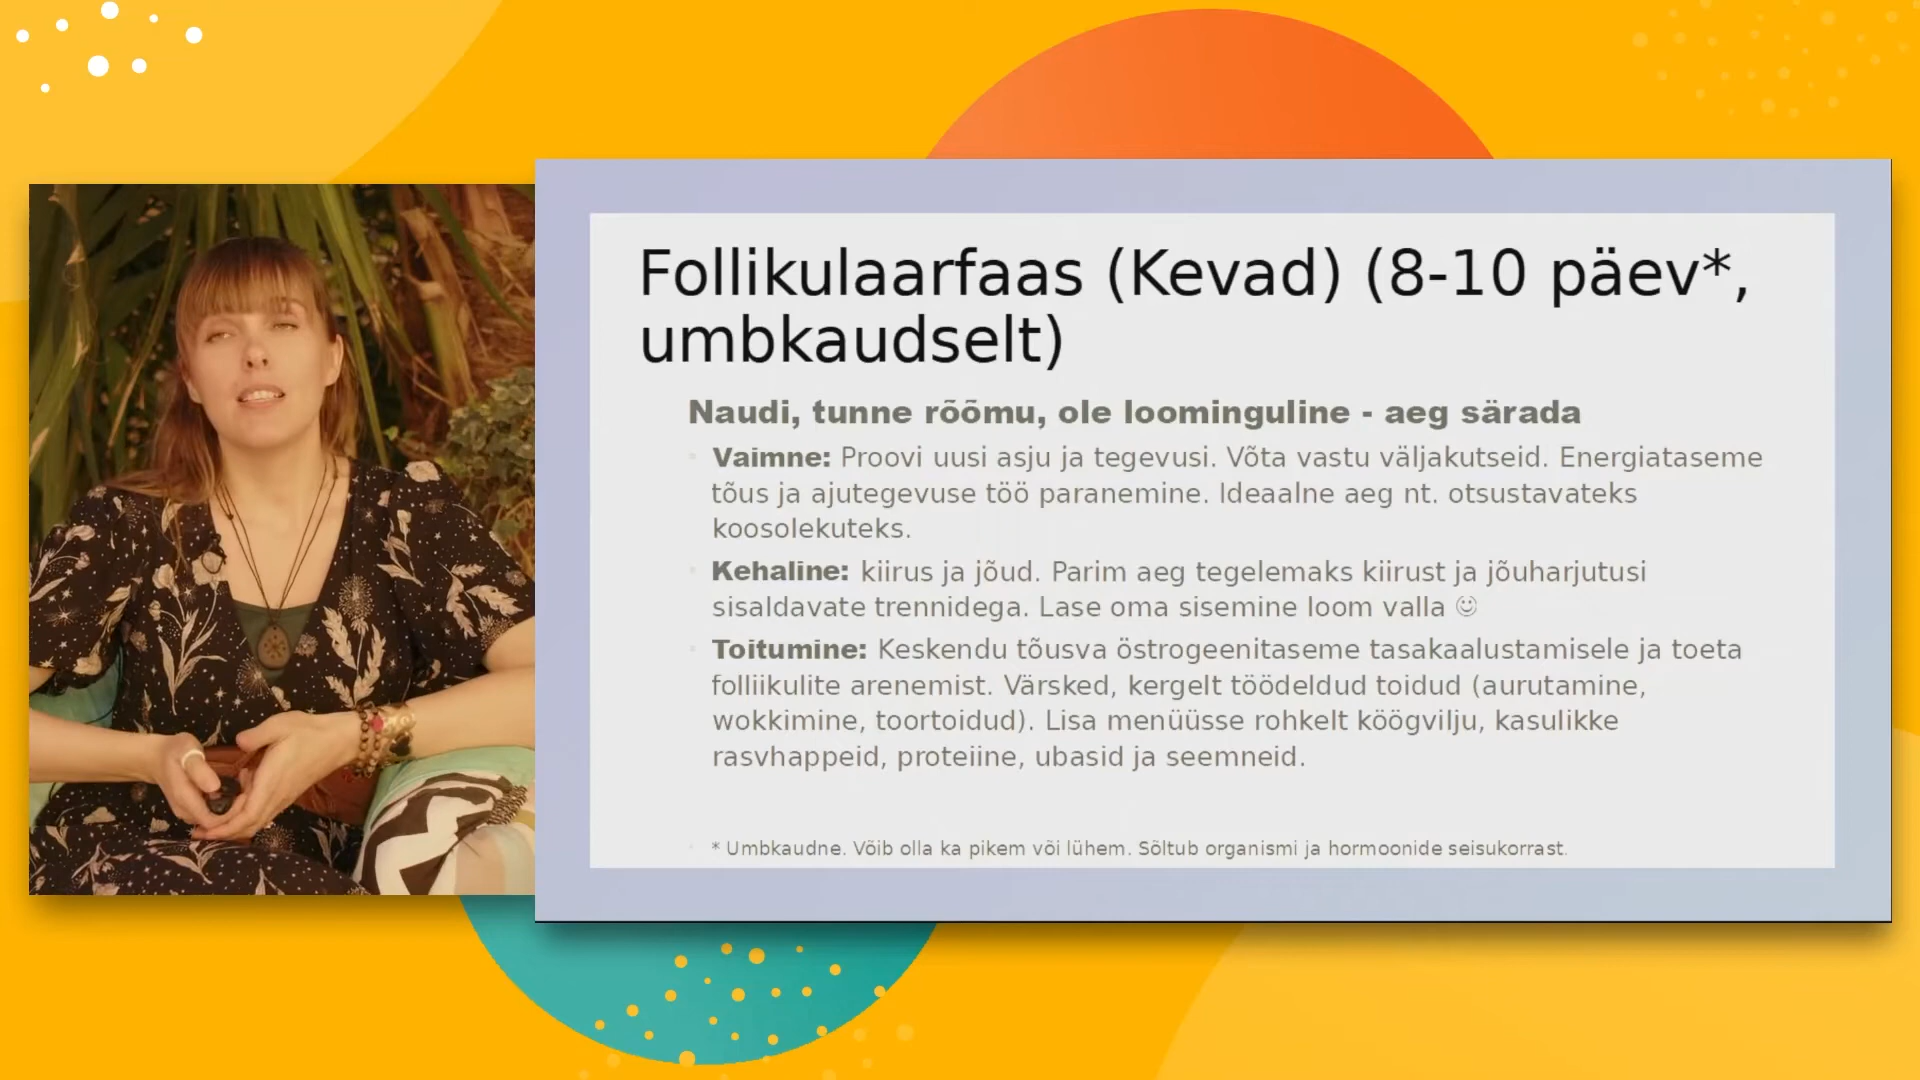 Follikulaarfaas (Kevad) (8-10 päev*,
umbkaudselt)
Naudi, tunne rõõmu, ole loominguline - aeg särada
Vaimne: Proovi uusi asju ja tegevusi. Võta vastu väljakutseid. Energiataseme
tõus ja ajutegevuse töö paranemine. Ideaalne aeg nt. otsustavateks
koosolekuteks.
Kehaline: kiirus ja jõud. Parim aeg tegelemaks kiirust ja jõuharjutusi
sisaldavate trennidega. Lase oma sisemine loom valla ☺
Toitumine: Keskendu tõusva östrogeenitaseme tasakaalustamisele ja toeta
folliikulite arenemist. Värsked, kergelt töödeldud toidud (aurutamine,
wokkimine, toortoidud). Lisa menüüsse rohkelt köögvilju, kasulikke
rasvhappeid, proteiine, ubasid ja seemneid.
* Umbkaudne. Võib olla ka pikem või lühem. Sõltub organismi ja hormoonide seisukorrast.